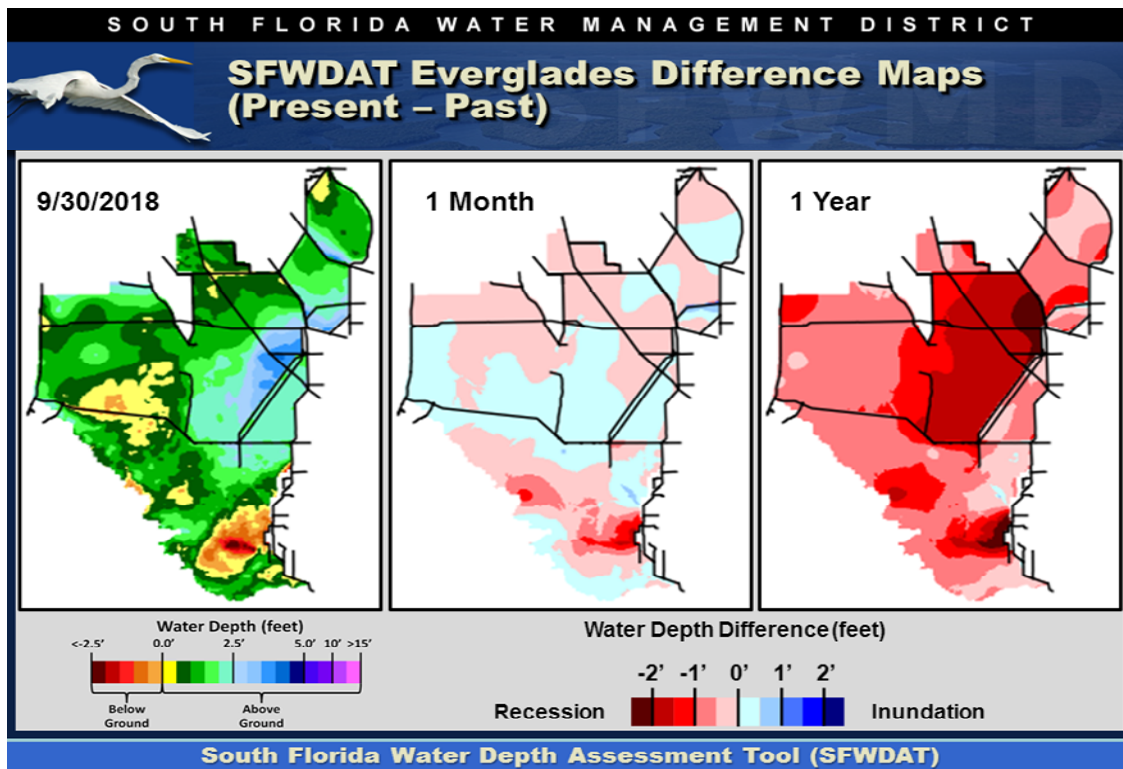 SOUTH FLORIDA WATER MANAGEMENT DISTRICT
SFWDAT Everglades Difference Maps
(Present – Past)
9/30/2018
1 Month
1 Year
Water Depth (feet)
<-2.5' 0.0' 2.5' 5.0' 10' >15'
Below
Ground
Above
Ground
Water Depth Difference (feet)
-2' -1' 0' 1' 2'
Recession
Inundation
South Florida Water Depth Assessment Tool (SFWDAT)